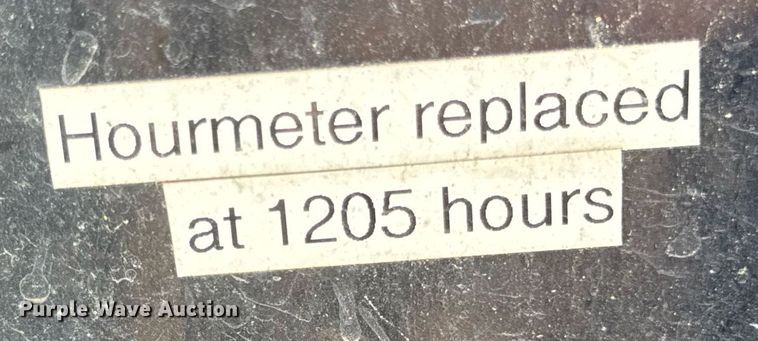 Hourmeter replaced
at 1205 hours
Purple Wave Auction